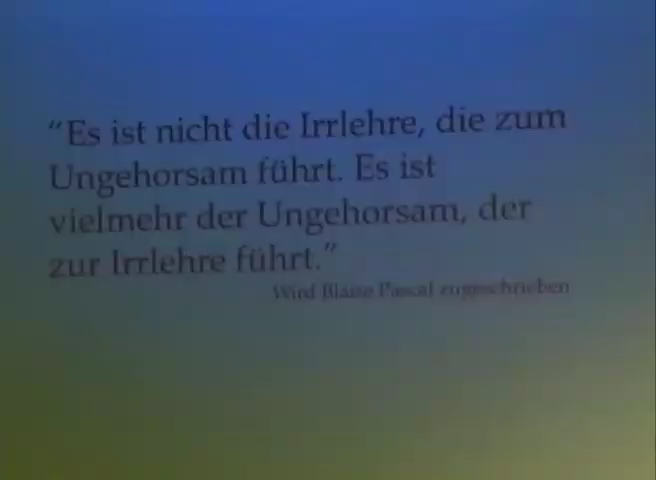 "Es ist nicht die Irrlehre, die zum
Ungehorsam führt. Es ist
vielmehr der Ungehorsam, der
zur Irrlehre führt."
Wird Blaise Pascal zugeschrieben